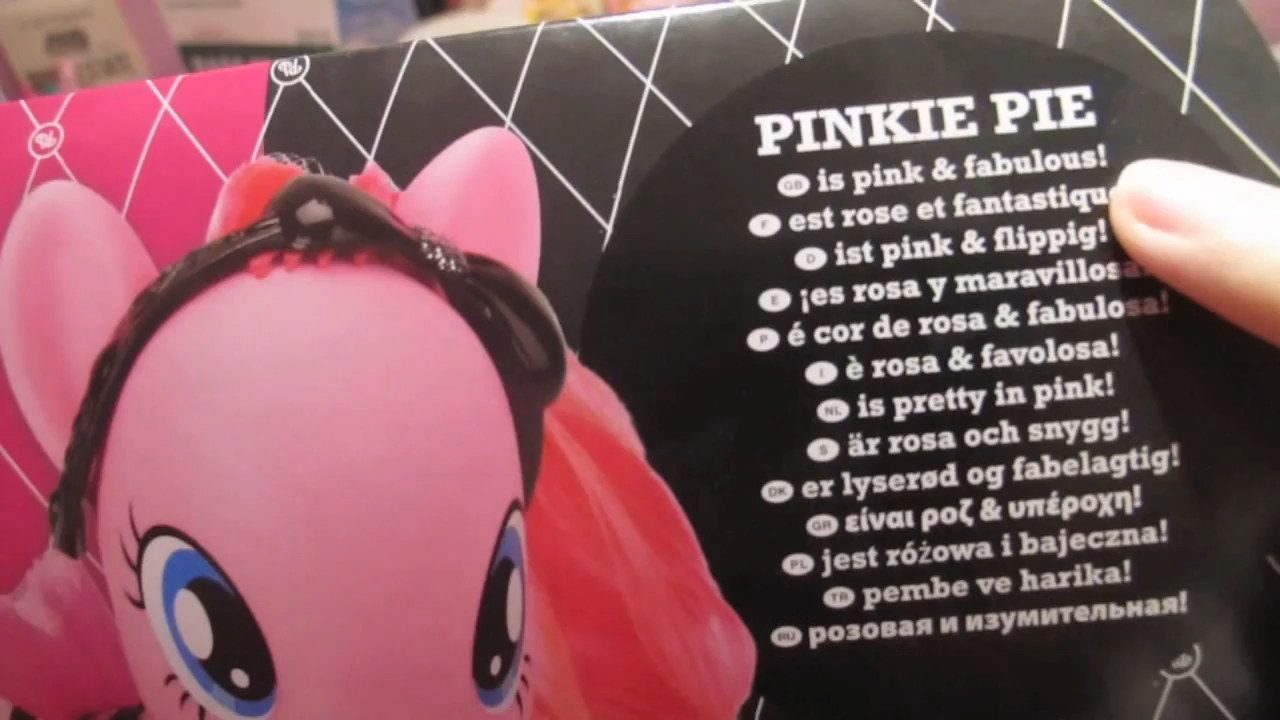 PINKIE PIE
GB is pink & fabulous!
F est rose et fantastique
D ist pink & flippig!
E ¡es rosa y maravillosa!
P é cor de rosa & fabulosa!
I è rosa & favolosa!
NL is pretty in pink!
S är rosa och snygg!
DK er lyserød og fabelagtig!
GR είναι ροζ & υπέροχη!
PL jest różowa i bajeczna!
TR pembe ve harika!
RU розовая и изумительная!